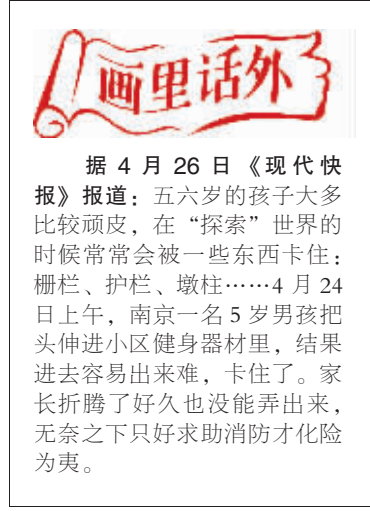 画里话外
据 4 月 26 日《现代快
报》报道：五六岁的孩子大多
比较顽皮，在“探索”世界的
时候常常会被一些东西卡住：
栅栏、护栏、墩柱……4 月 24
日上午，南京一名 5 岁男孩把
头伸进小区健身器材里，结果
进去容易出来难，卡住了。家
长折腾了好久也没能弄出来，
无奈之下只好求助消防才化险
为夷。